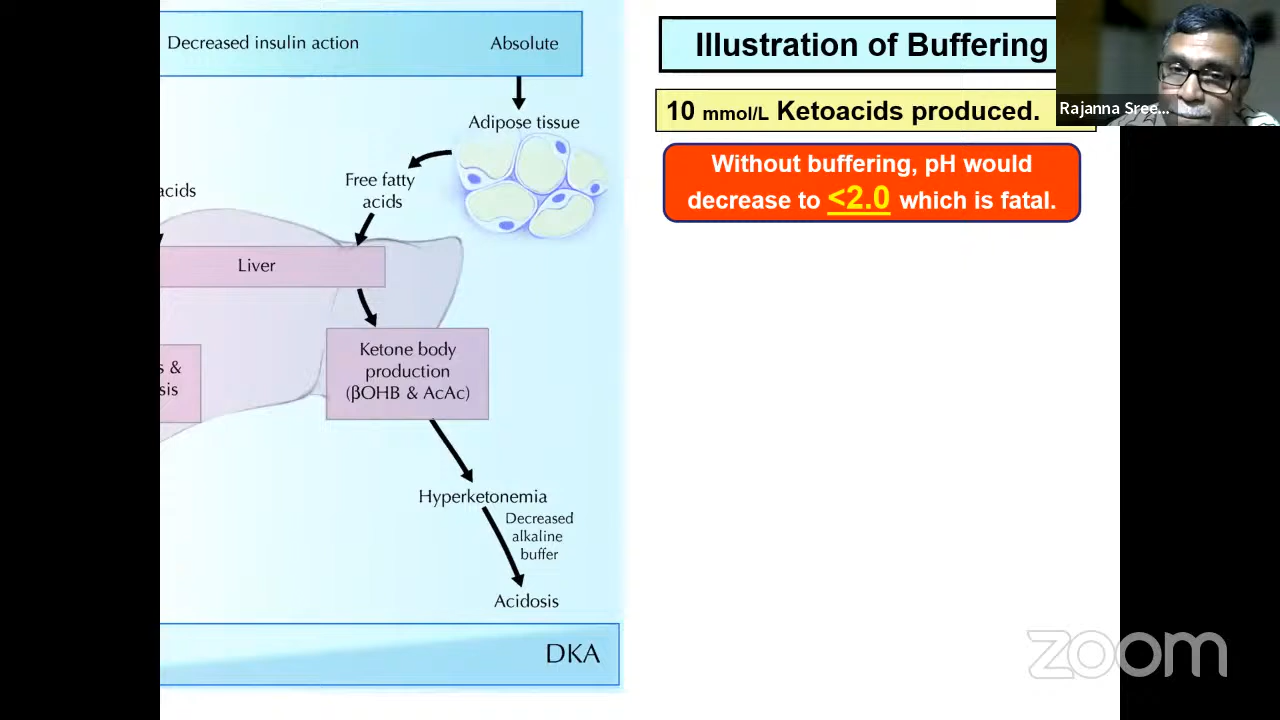 Decreased insulin action
Absolute
Adipose tissue
Free fatty
acids
acids
Liver
Ketone body
production
(βOHB & AcAc)
s &
sis
Hyperketonemia
Decreased
alkaline
buffer
Acidosis
DKA
Illustration of Buffering
10 mmol/L Ketoacids produced.
Without buffering, pH would
decrease to <2.0 which is fatal.
Rajanna Sree...
zoom